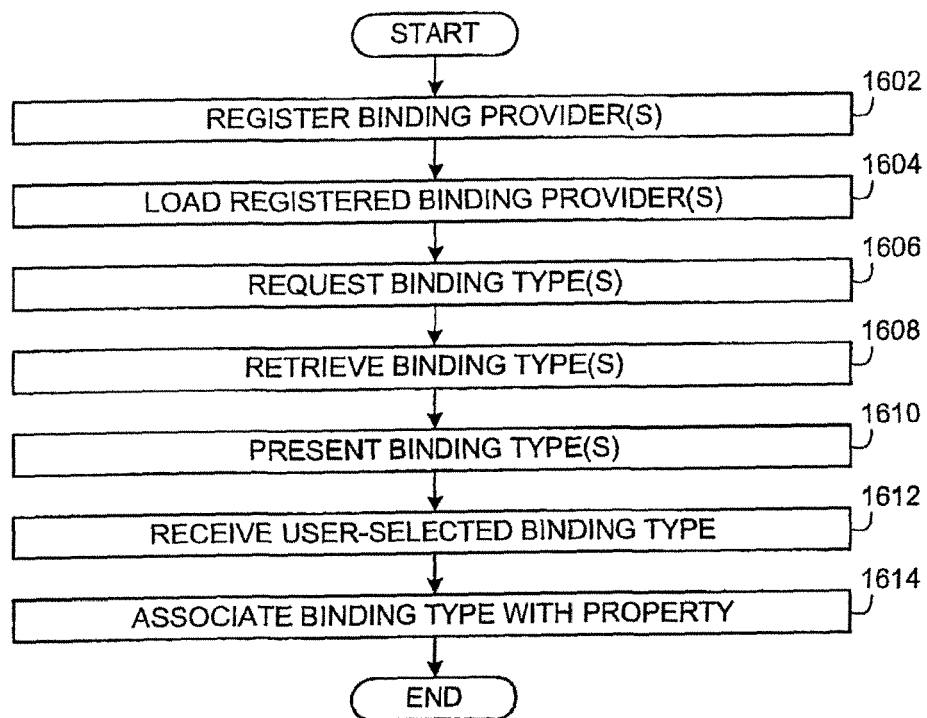 START
1602
REGISTER BINDING PROVIDER(S)
1604
LOAD REGISTERED BINDING PROVIDER(S)
1606
REQUEST BINDING TYPE(S)
1608
RETRIEVE BINDING TYPE(S)
1610
PRESENT BINDING TYPE(S)
1612
RECEIVE USER-SELECTED BINDING TYPE
1614
ASSOCIATE BINDING TYPE WITH PROPERTY
END